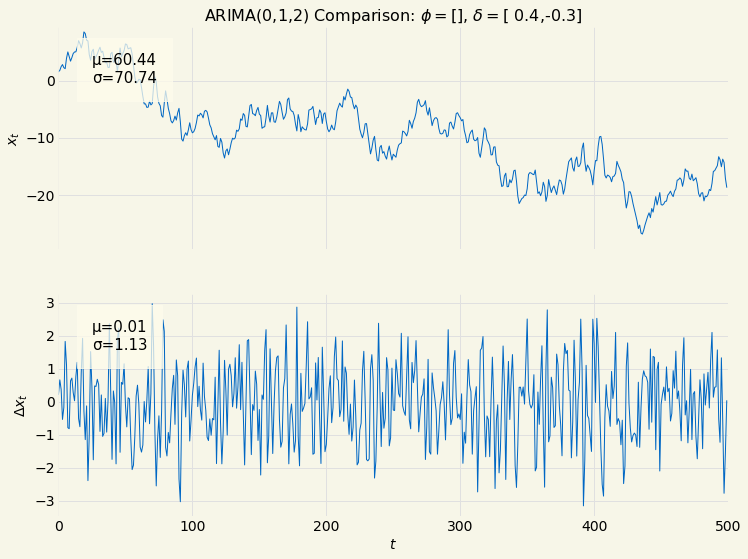 ARIMA(0,1,2) Comparison: ϕ = [], δ = [ 0.4,-0.3]
μ=60.44
σ=70.74
0
−10
−20
x_t
μ=0.01
σ=1.13
3
2
1
0
−1
−2
−3
Δx_t
0 100 200 300 400 500
t